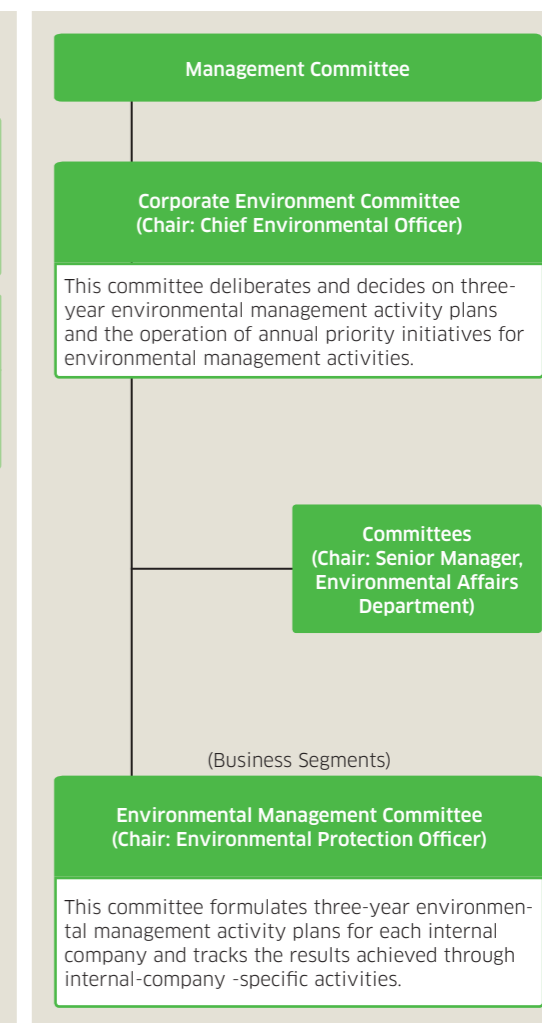 Management Committee
Corporate Environment Committee
(Chair: Chief Environmental Officer)
This committee deliberates and decides on three-
year environmental management activity plans
and the operation of annual priority initiatives for
environmental management activities.
Committees
(Chair: Senior Manager,
Environmental Affairs
Department)
(Business Segments)
Environmental Management Committee
(Chair: Environmental Protection Officer)
This committee formulates three-year environmen-
tal management activity plans for each internal
company and tracks the results achieved through
internal-company -specific activities.